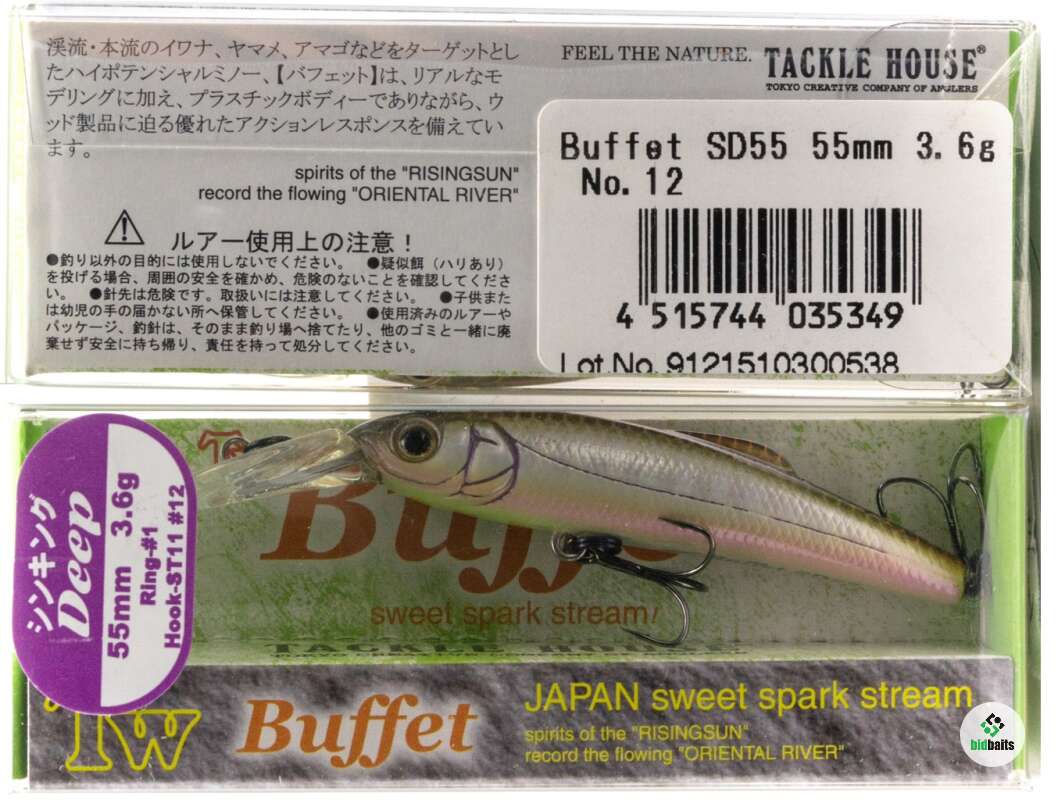 渓流・本流のイワナ、ヤマメ、アマゴなどをターゲットとし
たハイポテンシャルミノー、【バフェット】は、リアルなモ
デリングに加え、プラスチックボディーでありながら、ウ
ッド製品に迫る優れたアクションレスポンスを備えてい
ます。
spirits of the "RISINGSUN"
record the flowing "ORIENTAL RIVER"
ルアー使用上の注意！
●釣り以外の目的には使用しないでください。 ●疑似餌（ハリあり）
を投げる場合、周囲の安全を確かめ、危険のないことを確認してくださ
い。 ●針先は危険です。取扱いには注意してください。 ●子供また
は幼児の手の届かない所へ保管してください。 ●使用済みのルアーや
パッケージ、釣針は、そのまま釣り場へ捨てたり、他のゴミと一緒に廃
棄せず安全に持ち帰り、責任を持って処分してください。
FEEL THE NATURE. TACKLE HOUSE®
TOKYO CREATIVE COMPANY OF ANGLERS
Buffet SD55 55mm 3.6g
No.12
4 515744 035349
Lot No. 9121510300538
シンキング
Deep
55mm 3.6g
Ring-#1
Hook-ST11 #12
Buffet
sweet spark stream!
TACKLE HOUSE
Tw
Buffet
JAPAN sweet spark stream
spirits of the "RISINGSUN"
record the flowing "ORIENTAL RIVER"
bidbaits